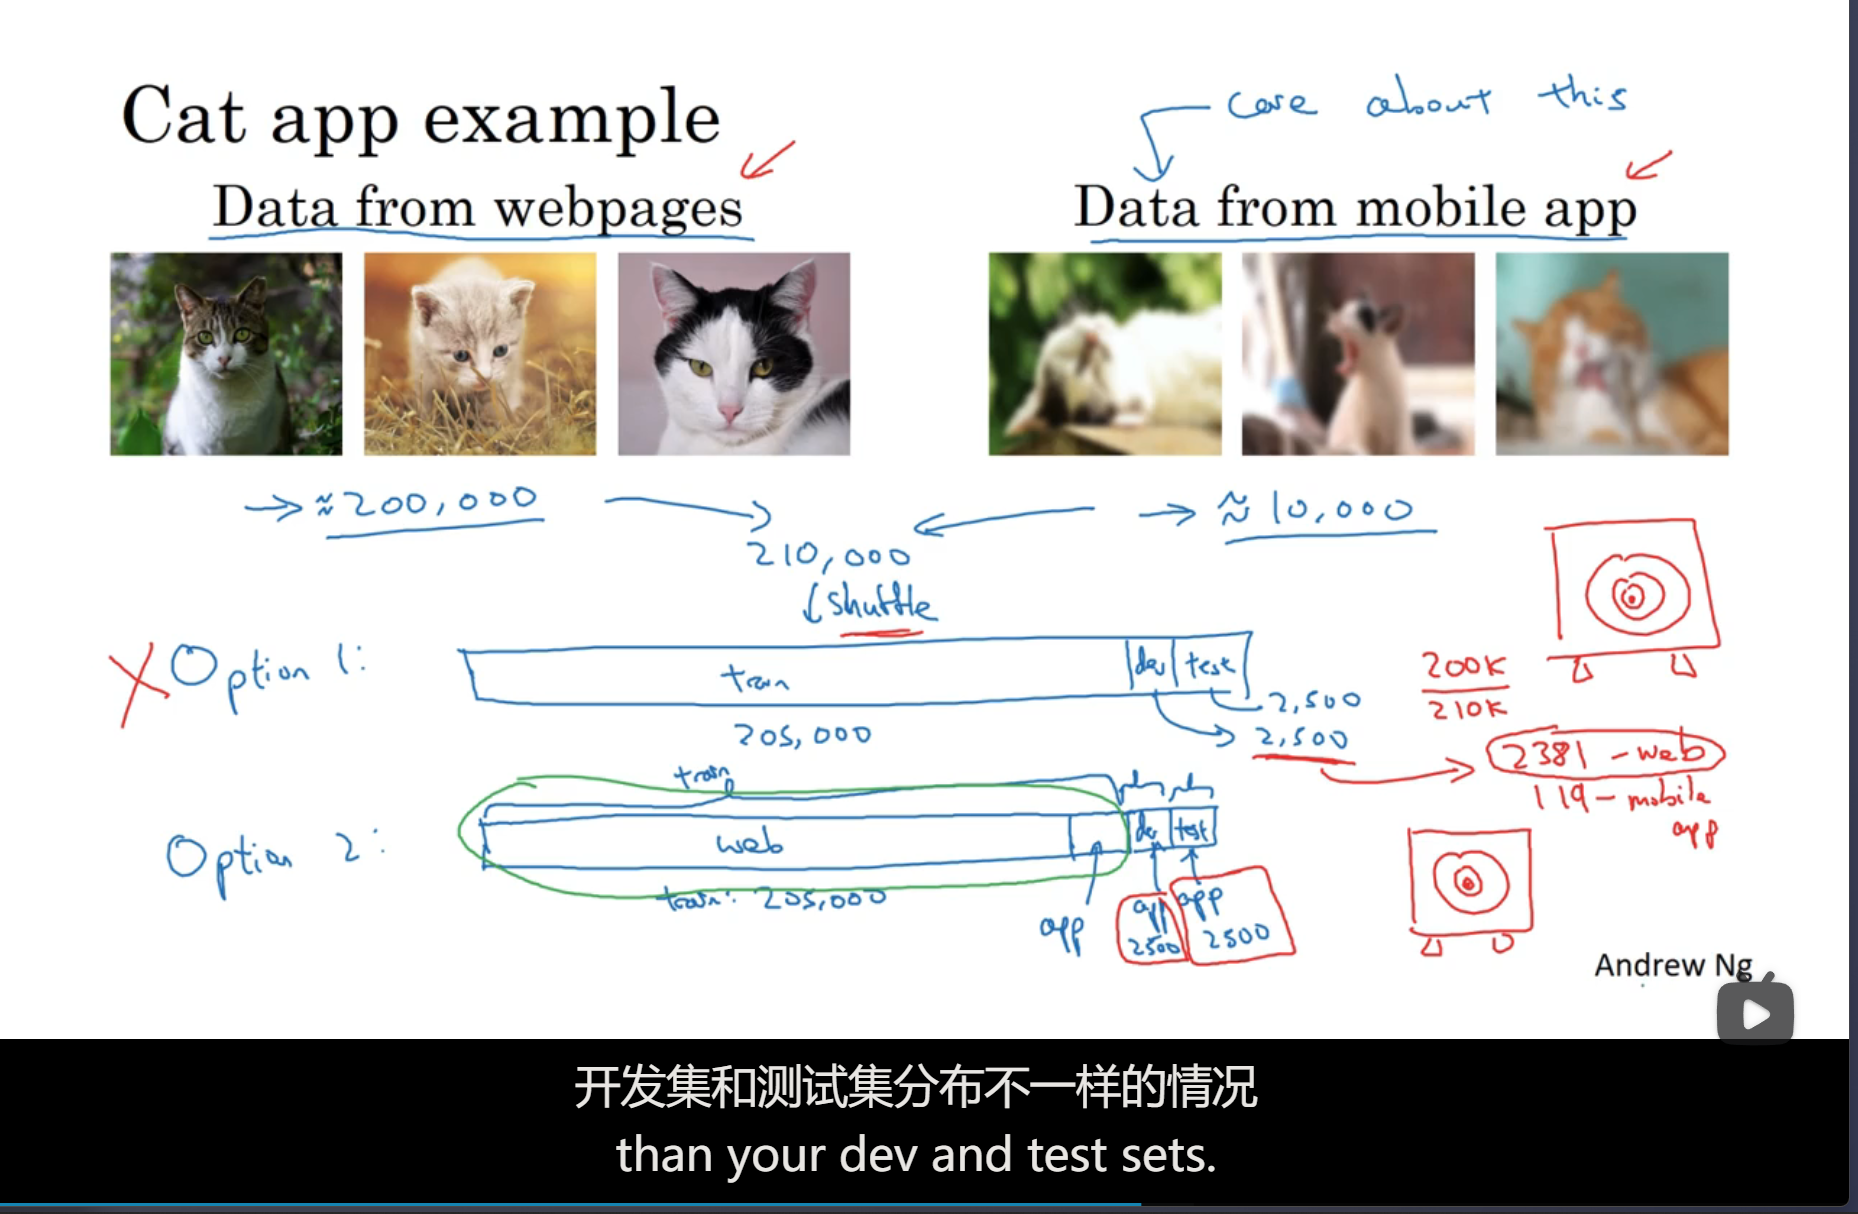 Cat app example
care about this
Data from webpages
Data from mobile app
≈200,000
≈10,000
210,000
shuffle
Option 1:
train
dev
test
205,000
2,500
2,500
200K
210K
2381 - web
119 - mobile
app
train
Option 2:
web
dev
test
train: 205,000
app
app
2500
app
2500
Andrew Ng
开发集和测试集分布不一样的情况
than your dev and test sets.